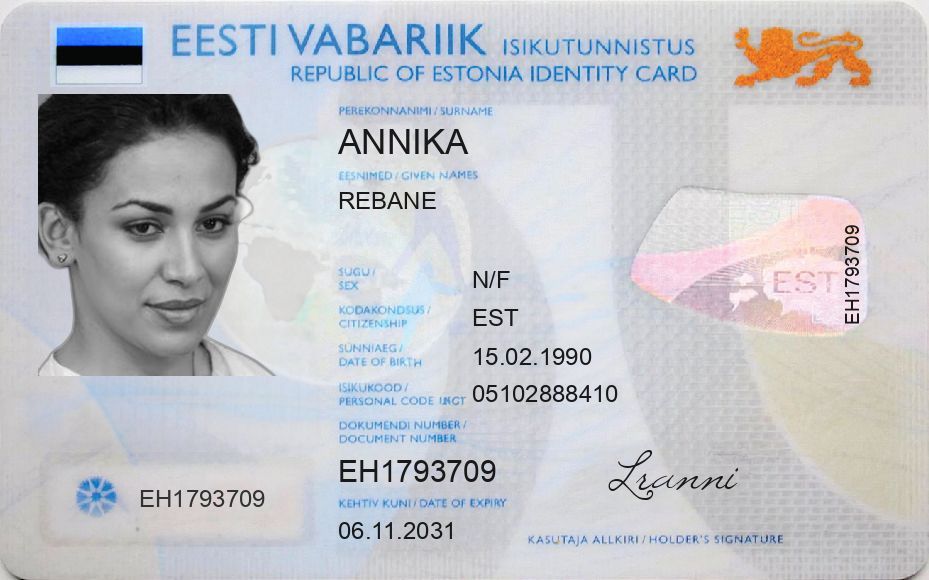 EESTI VABARIIK ISIKUTUNNISTUS
REPUBLIC OF ESTONIA IDENTITY CARD
PEREKONNANIMI / SURNAME
ANNIKA
EESNIMED / GIVEN NAMES
REBANE
SUGU /
SEX
N/F
KODAKONDSUS /
CITIZENSHIP
EST
SÜNNIAEG /
DATE OF BIRTH
15.02.1990
ISIKUKOOD /
PERSONAL CODE
05102888410
DOKUMENDI NUMBER /
DOCUMENT NUMBER
EH1793709
KEHTIV KUNI / DATE OF EXPIRY
06.11.2031
EH1793709
EST
EH1793709
Lranni
KASUTAJA ALLKIRI / HOLDER'S SIGNATURE